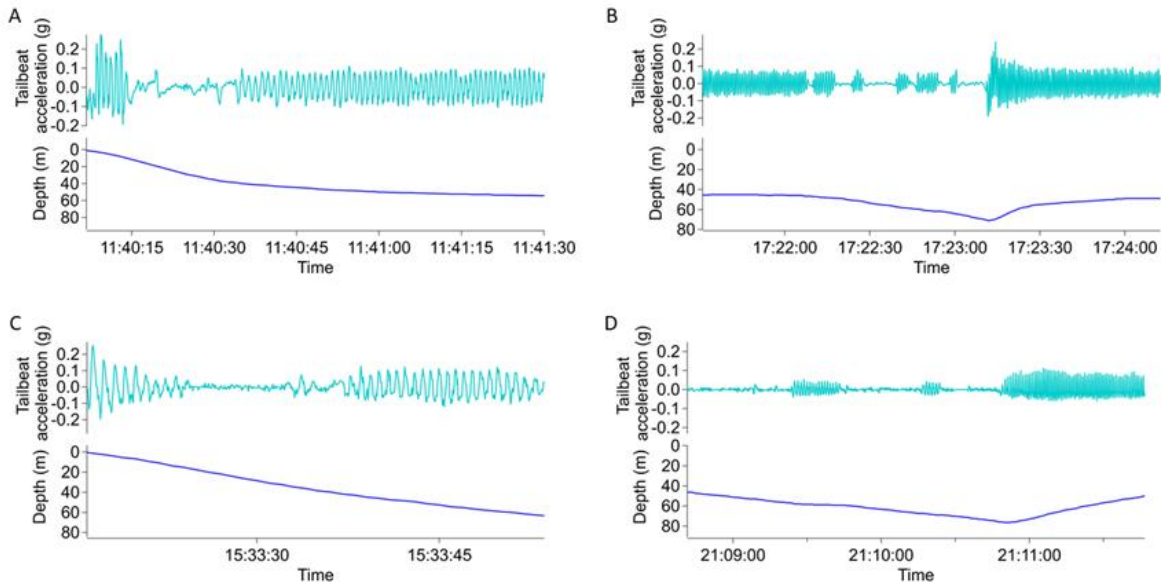 A
Tailbeat
acceleration (g)
0.2
0.1
0.0
-0.1
-0.2
Depth (m)
0
20
40
60
80
11:40:15 11:40:30 11:40:45 11:41:00 11:41:15 11:41:30
Time
B
Tailbeat
acceleration (g)
0.2
0.1
0.0
-0.1
-0.2
Depth (m)
0
20
40
60
80
17:22:00 17:22:30 17:23:00 17:23:30 17:24:00
Time
C
Tailbeat
acceleration (g)
0.2
0.1
0.0
-0.1
-0.2
Depth (m)
0
20
40
60
80
15:33:30 15:33:45
Time
D
Tailbeat
acceleration (g)
0.2
0.1
0.0
-0.1
-0.2
Depth (m)
0
20
40
60
80
21:09:00 21:10:00 21:11:00
Time